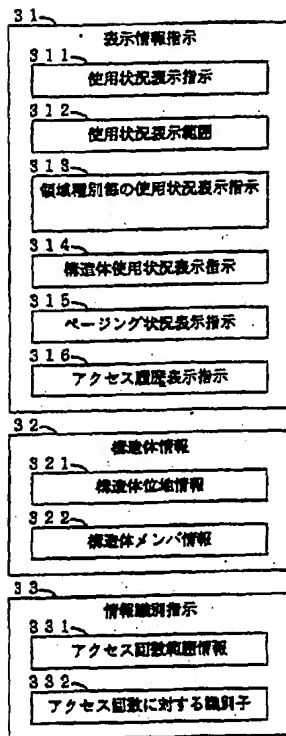 31
表示情報指示
311
使用状況表示指示
312
使用状況表示範囲
313
領域種別毎の使用状況表示指示
314
構造体使用状況表示指示
315
ページング状況表示指示
316
アクセス履歴表示指示
32
構造体情報
321
構造体位地情報
322
構造体メンバ情報
33
情報識別指示
331
アクセス回数範囲情報
332
アクセス回数に対する識別子